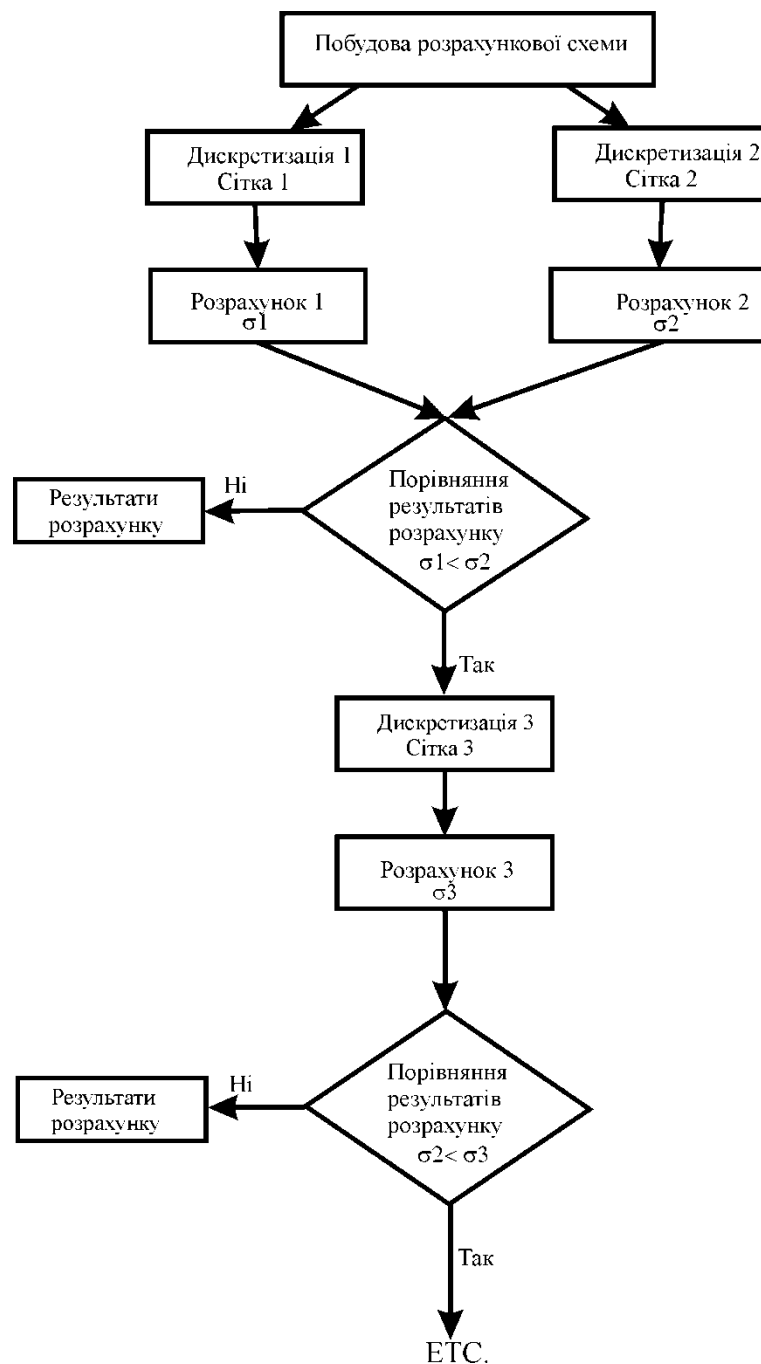 Побудова розрахункової схеми
Дискретизація 1
Сітка 1
Дискретизація 2
Сітка 2
Розрахунок 1
σ1
Розрахунок 2
σ2
Порівняння
результатів
розрахунку
σ1< σ2
Ні
Результати
розрахунку
Так
Дискретизація 3
Сітка 3
Розрахунок 3
σ3
Порівняння
результатів
розрахунку
σ2< σ3
Ні
Результати
розрахунку
Так
ETC.